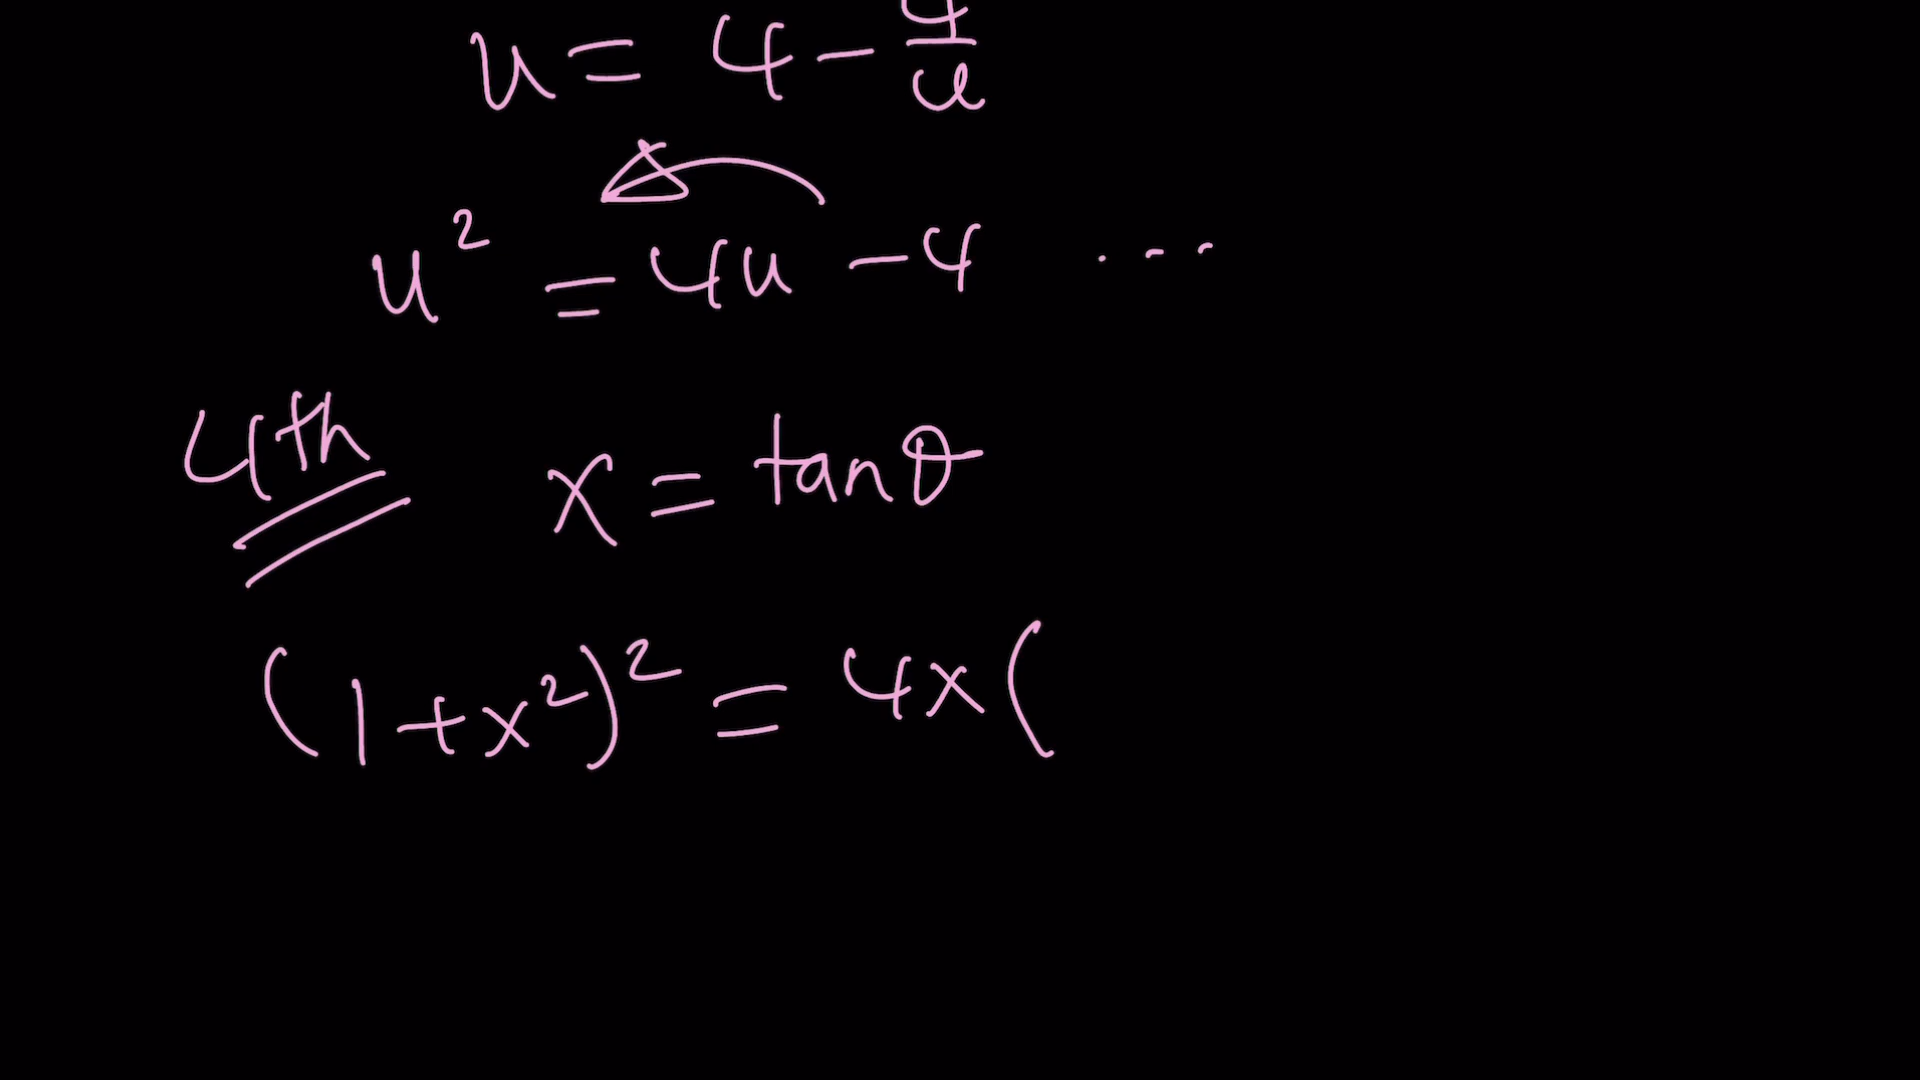 u = 4 - 4/u
u² = 4u - 4 ...
4th x = tanθ
(1+x²)² = 4x(